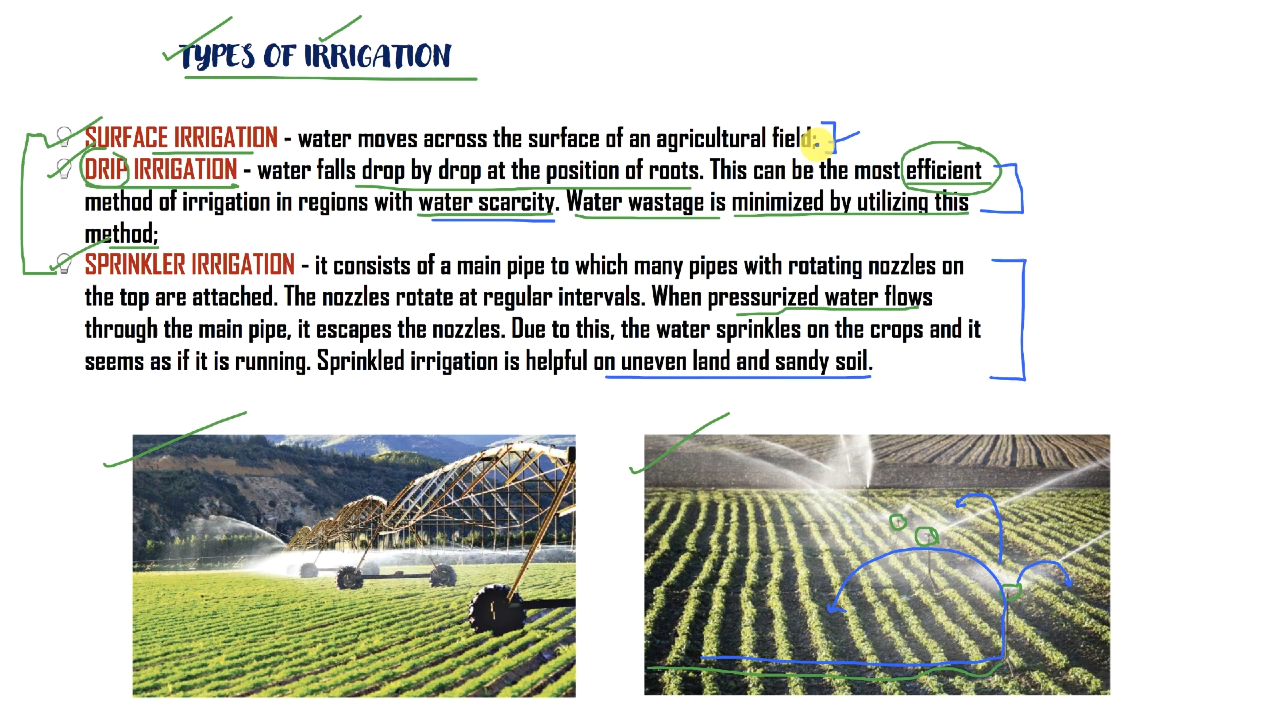 TYPES OF IRRIGATION
SURFACE IRRIGATION - water moves across the surface of an agricultural field;
DRIP IRRIGATION - water falls drop by drop at the position of roots. This can be the most efficient
method of irrigation in regions with water scarcity. Water wastage is minimized by utilizing this
method;
SPRINKLER IRRIGATION - it consists of a main pipe to which many pipes with rotating nozzles on
the top are attached. The nozzles rotate at regular intervals. When pressurized water flows
through the main pipe, it escapes the nozzles. Due to this, the water sprinkles on the crops and it
seems as if it is running. Sprinkled irrigation is helpful on uneven land and sandy soil.